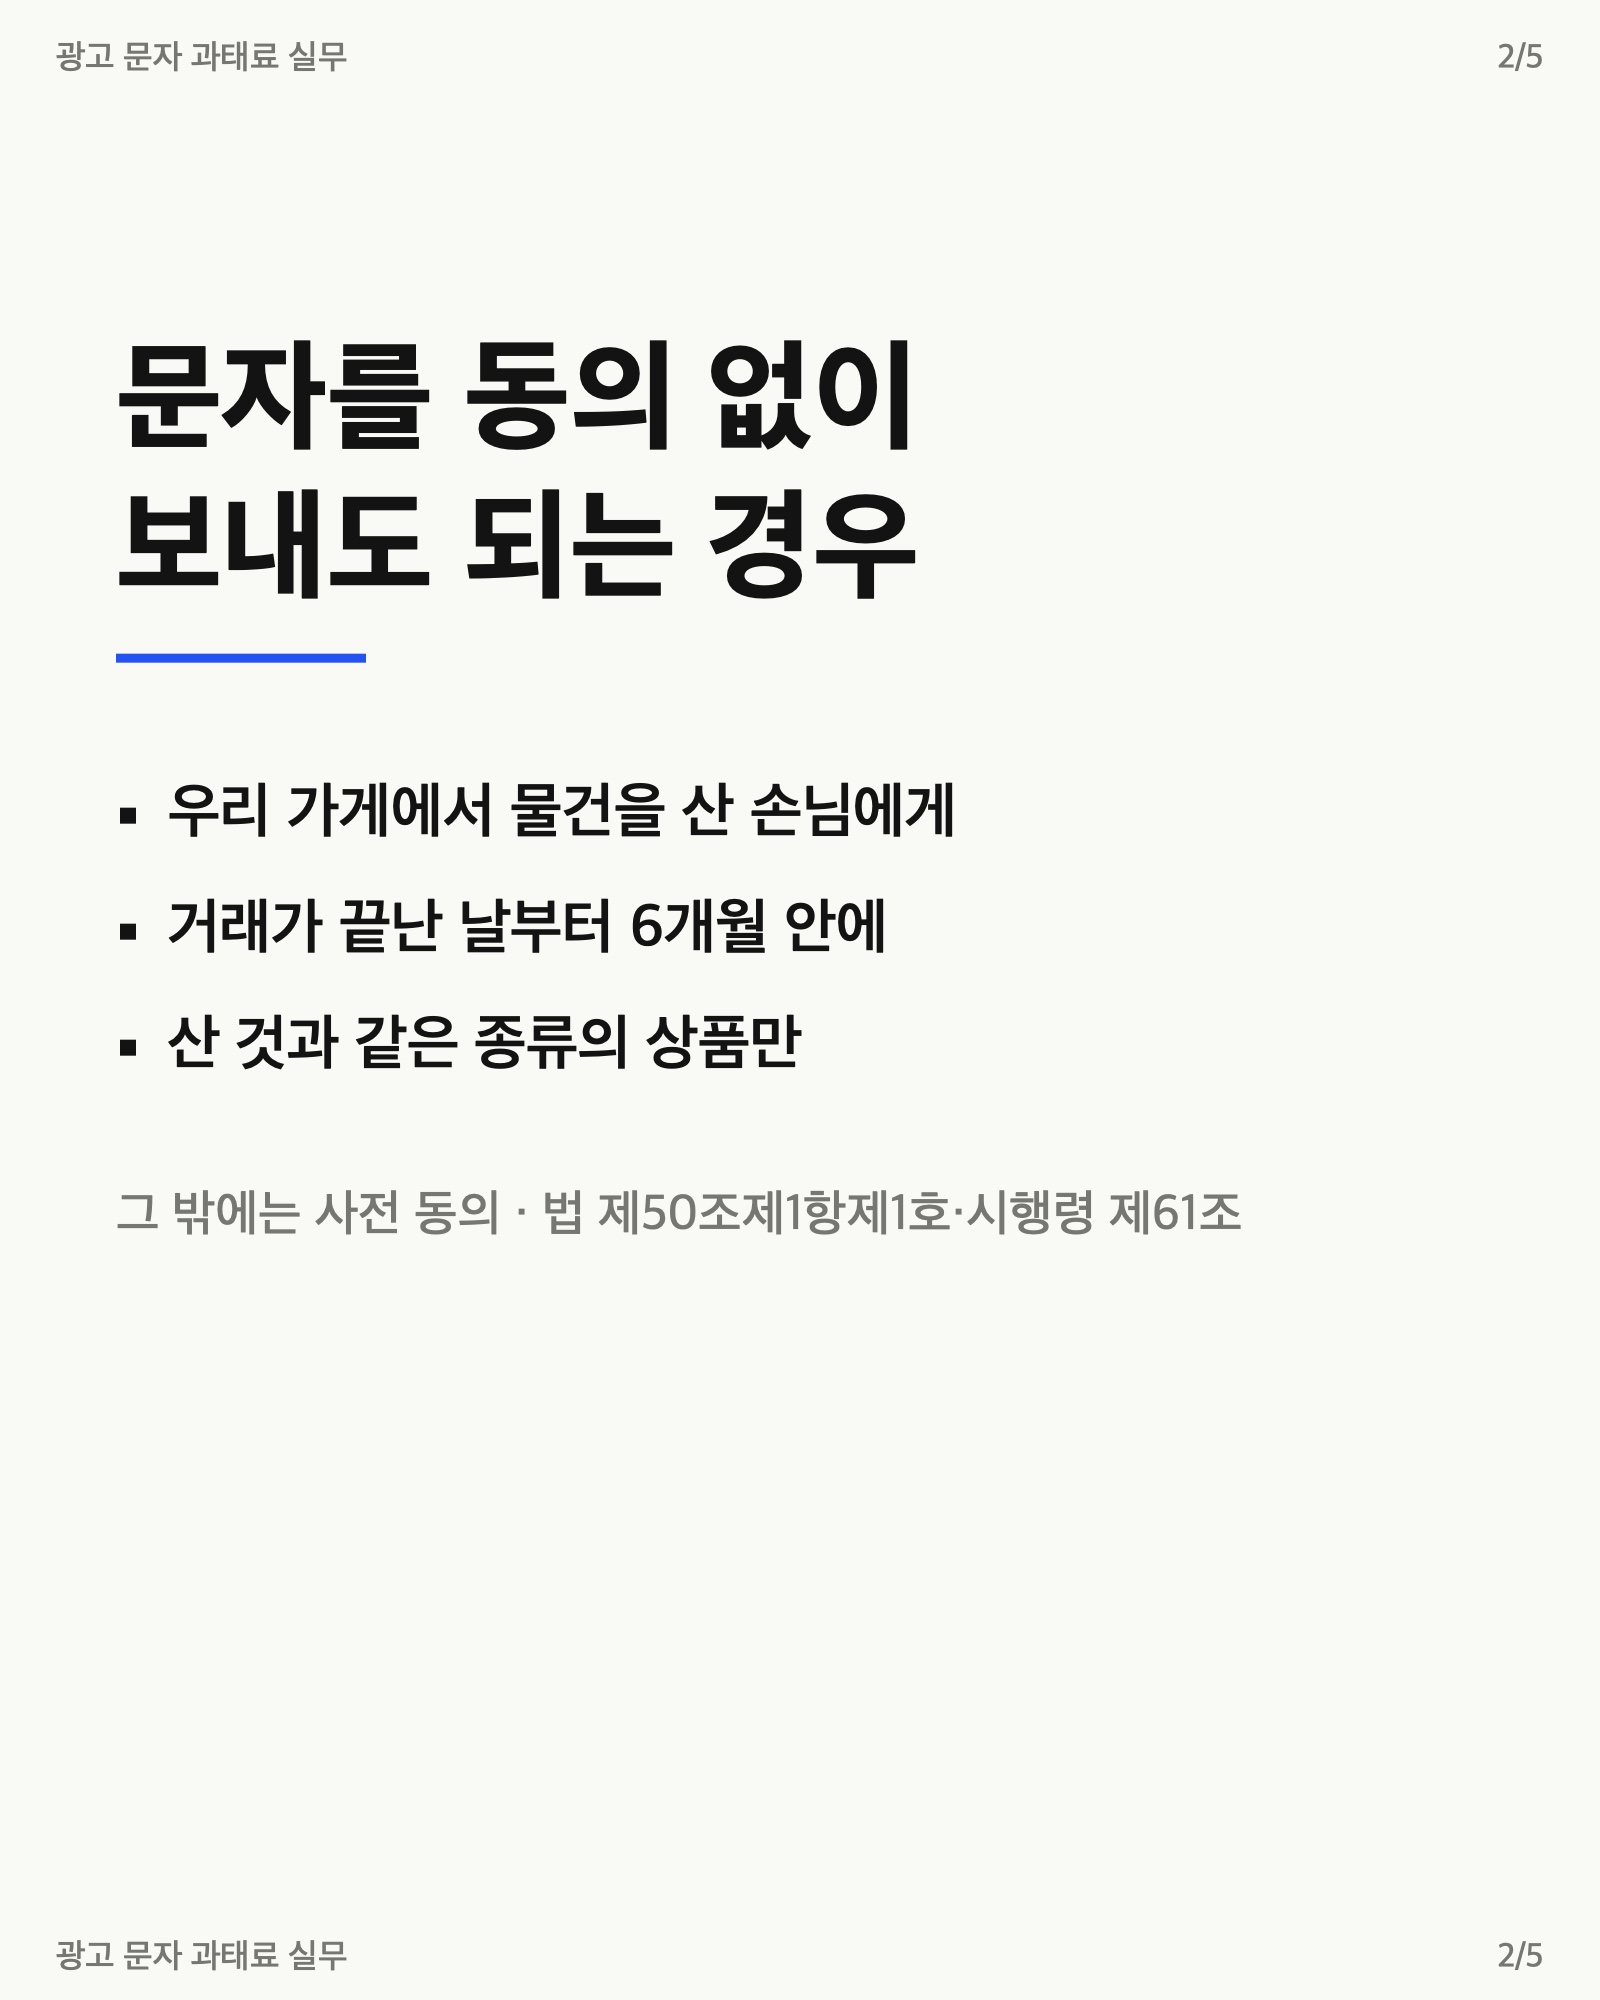 광고 문자 과태료 실무
2/5
문자를 동의 없이
보내도 되는 경우
▪ 우리 가게에서 물건을 산 손님에게
▪ 거래가 끝난 날부터 6개월 안에
▪ 산 것과 같은 종류의 상품만
그 밖에는 사전 동의 · 법 제50조제1항제1호·시행령 제61조
광고 문자 과태료 실무
2/5